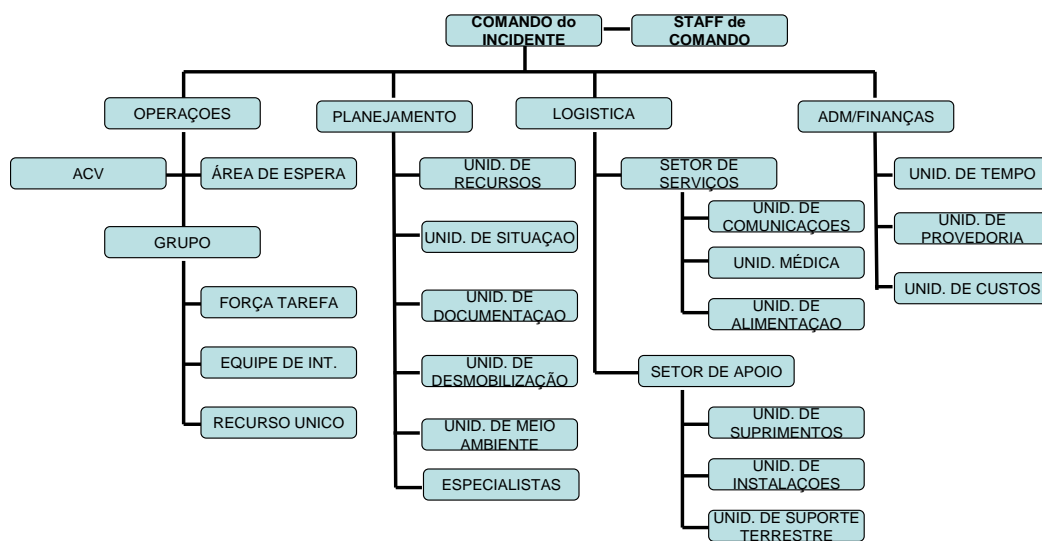 COMANDO do
INCIDENTE
STAFF de
COMANDO
OPERAÇOES
PLANEJAMENTO
LOGISTICA
ADM/FINANÇAS
ACV
ÁREA DE ESPERA
GRUPO
FORÇA TAREFA
EQUIPE DE INT.
RECURSO UNICO
UNID. DE
RECURSOS
UNID. DE SITUAÇAO
UNID. DE
DOCUMENTAÇAO
UNID. DE
DESMOBILIZAÇÃO
UNID. DE MEIO
AMBIENTE
ESPECIALISTAS
SETOR DE
SERVIÇOS
UNID. DE
COMUNICAÇOES
UNID. MÉDICA
UNID. DE
ALIMENTAÇAO
SETOR DE APOIO
UNID. DE
SUPRIMENTOS
UNID. DE
INSTALAÇOES
UNID. DE SUPORTE
TERRESTRE
UNID. DE TEMPO
UNID. DE
PROVEDORIA
UNID. DE CUSTOS